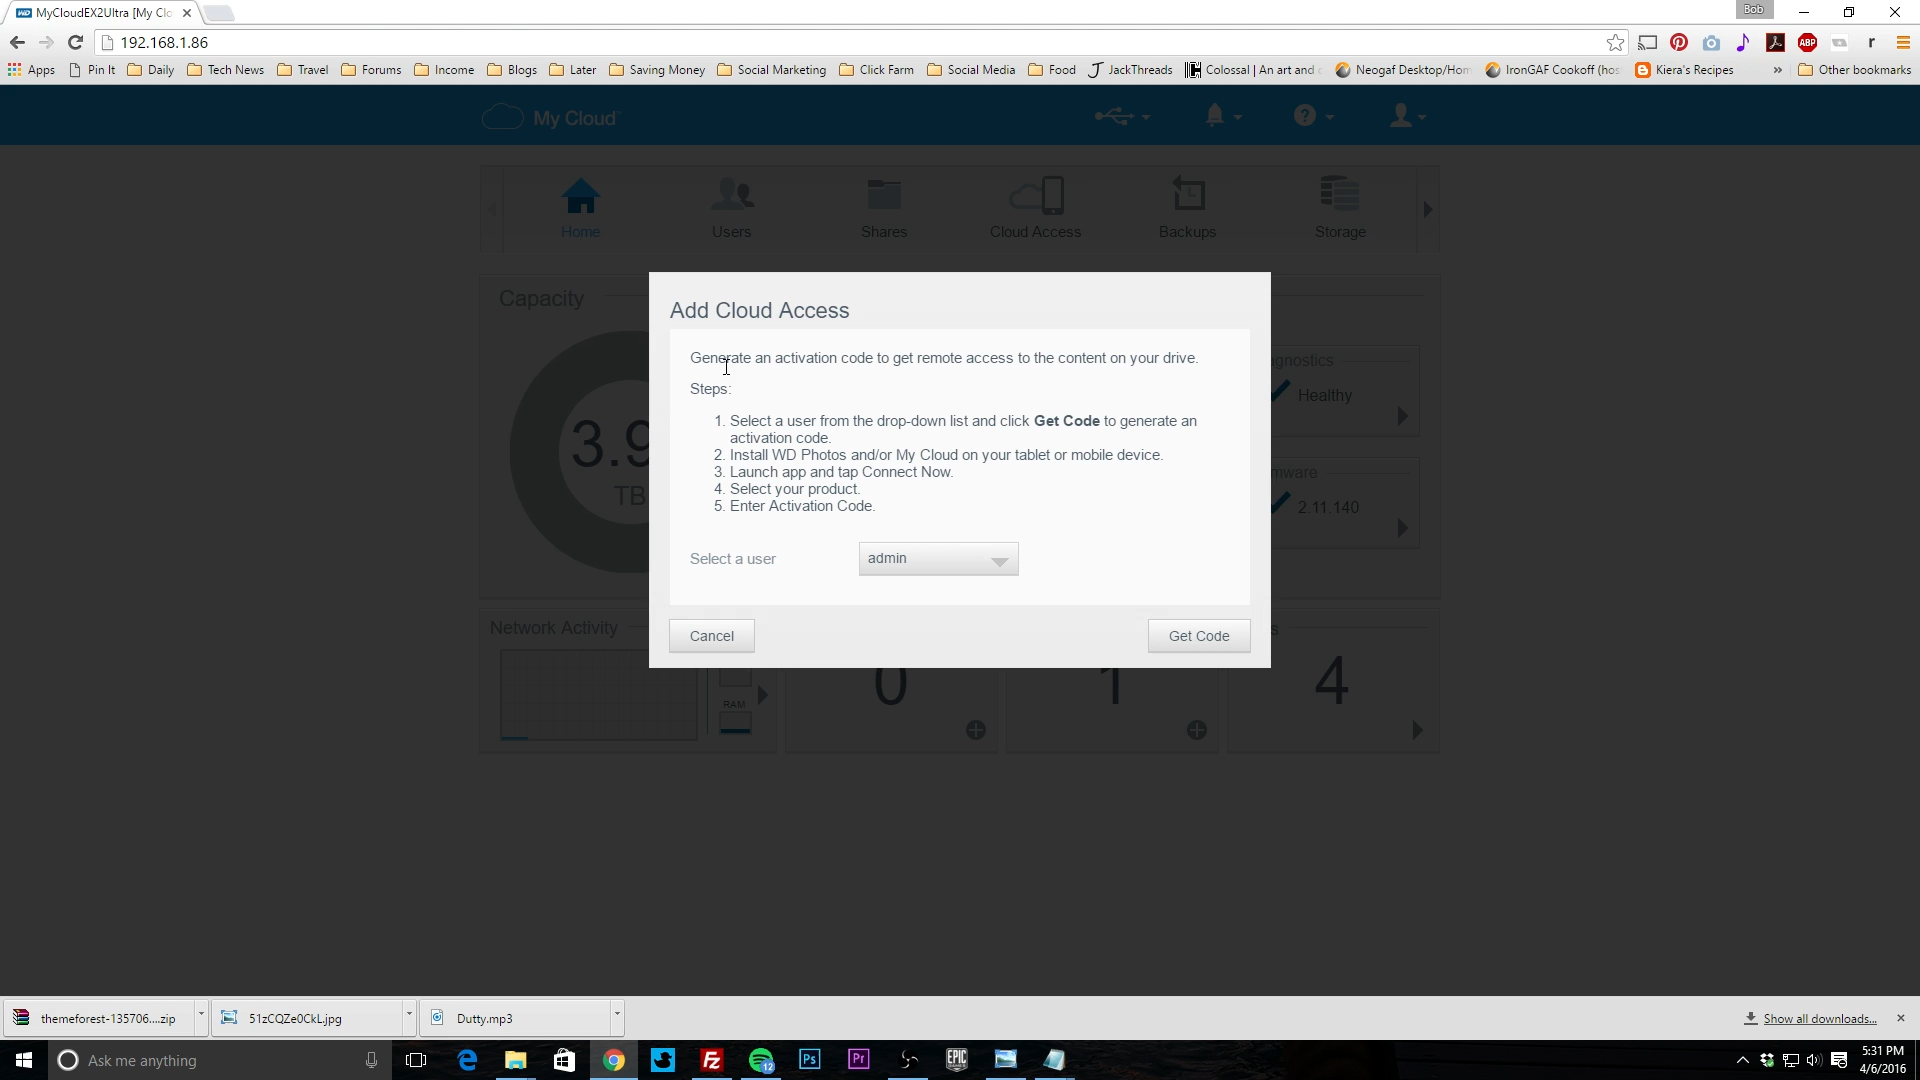 MyCloudEX2Ultra [My Clo
Bob
192.168.1.86
ABP
r
Apps Pin It Daily Tech News Travel Forums Income Blogs Later Saving Money Social Marketing Click Farm Social Media Food JackThreads Colossal | An art and Neogaf Desktop/Hom IronGAF Cookoff (hos Kiera's Recipes » Other bookmarks
My Cloud
Home Users Shares Cloud Access Backups Storage
Capacity
3.9
TB
Add Cloud Access
Generate an activation code to get remote access to the content on your drive.
Steps:
1. Select a user from the drop-down list and click Get Code to generate an
activation code.
2. Install WD Photos and/or My Cloud on your tablet or mobile device.
3. Launch app and tap Connect Now.
4. Select your product.
5. Enter Activation Code.
Select a user admin
Cancel Get Code
gnostics
Healthy
mware
2.11.140
Network Activity
s
RAM
0
1
4
themeforest-135706....zip 51zCQZe0CkL.jpg Dutty.mp3 Show all downloads...
Ask me anything
12
Ps
Pr
EPIC
5:31 PM
4/6/2016